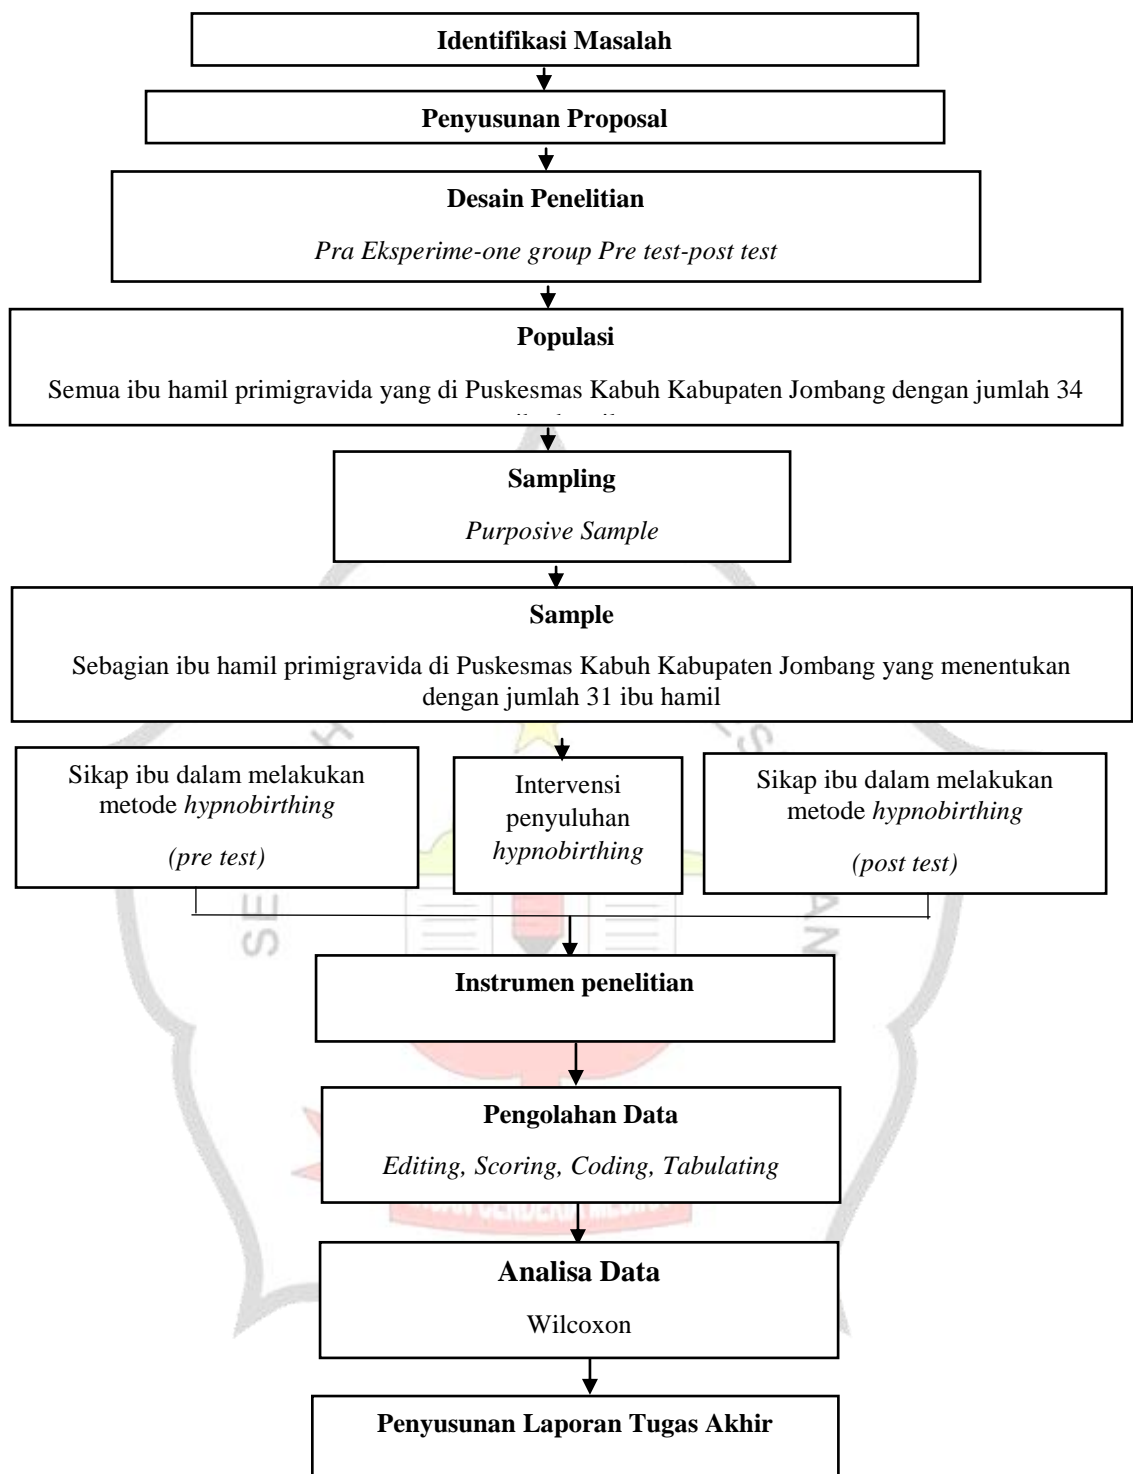 Identifikasi Masalah
Penyusunan Proposal
Desain Penelitian
Pra Eksperime-one group Pre test-post test
Populasi
Semua ibu hamil primigravida yang di Puskesmas Kabuh Kabupaten Jombang dengan jumlah 34
Sampling
Purposive Sample
Sample
Sebagian ibu hamil primigravida di Puskesmas Kabuh Kabupaten Jombang yang menentukan
dengan jumlah 31 ibu hamil
Sikap ibu dalam melakukan
metode hypnobirthing
(pre test)
Intervensi
penyuluhan
hypnobirthing
Sikap ibu dalam melakukan
metode hypnobirthing
(post test)
Instrumen penelitian
Pengolahan Data
Editing, Scoring, Coding, Tabulating
Analisa Data
Wilcoxon
Penyusunan Laporan Tugas Akhir